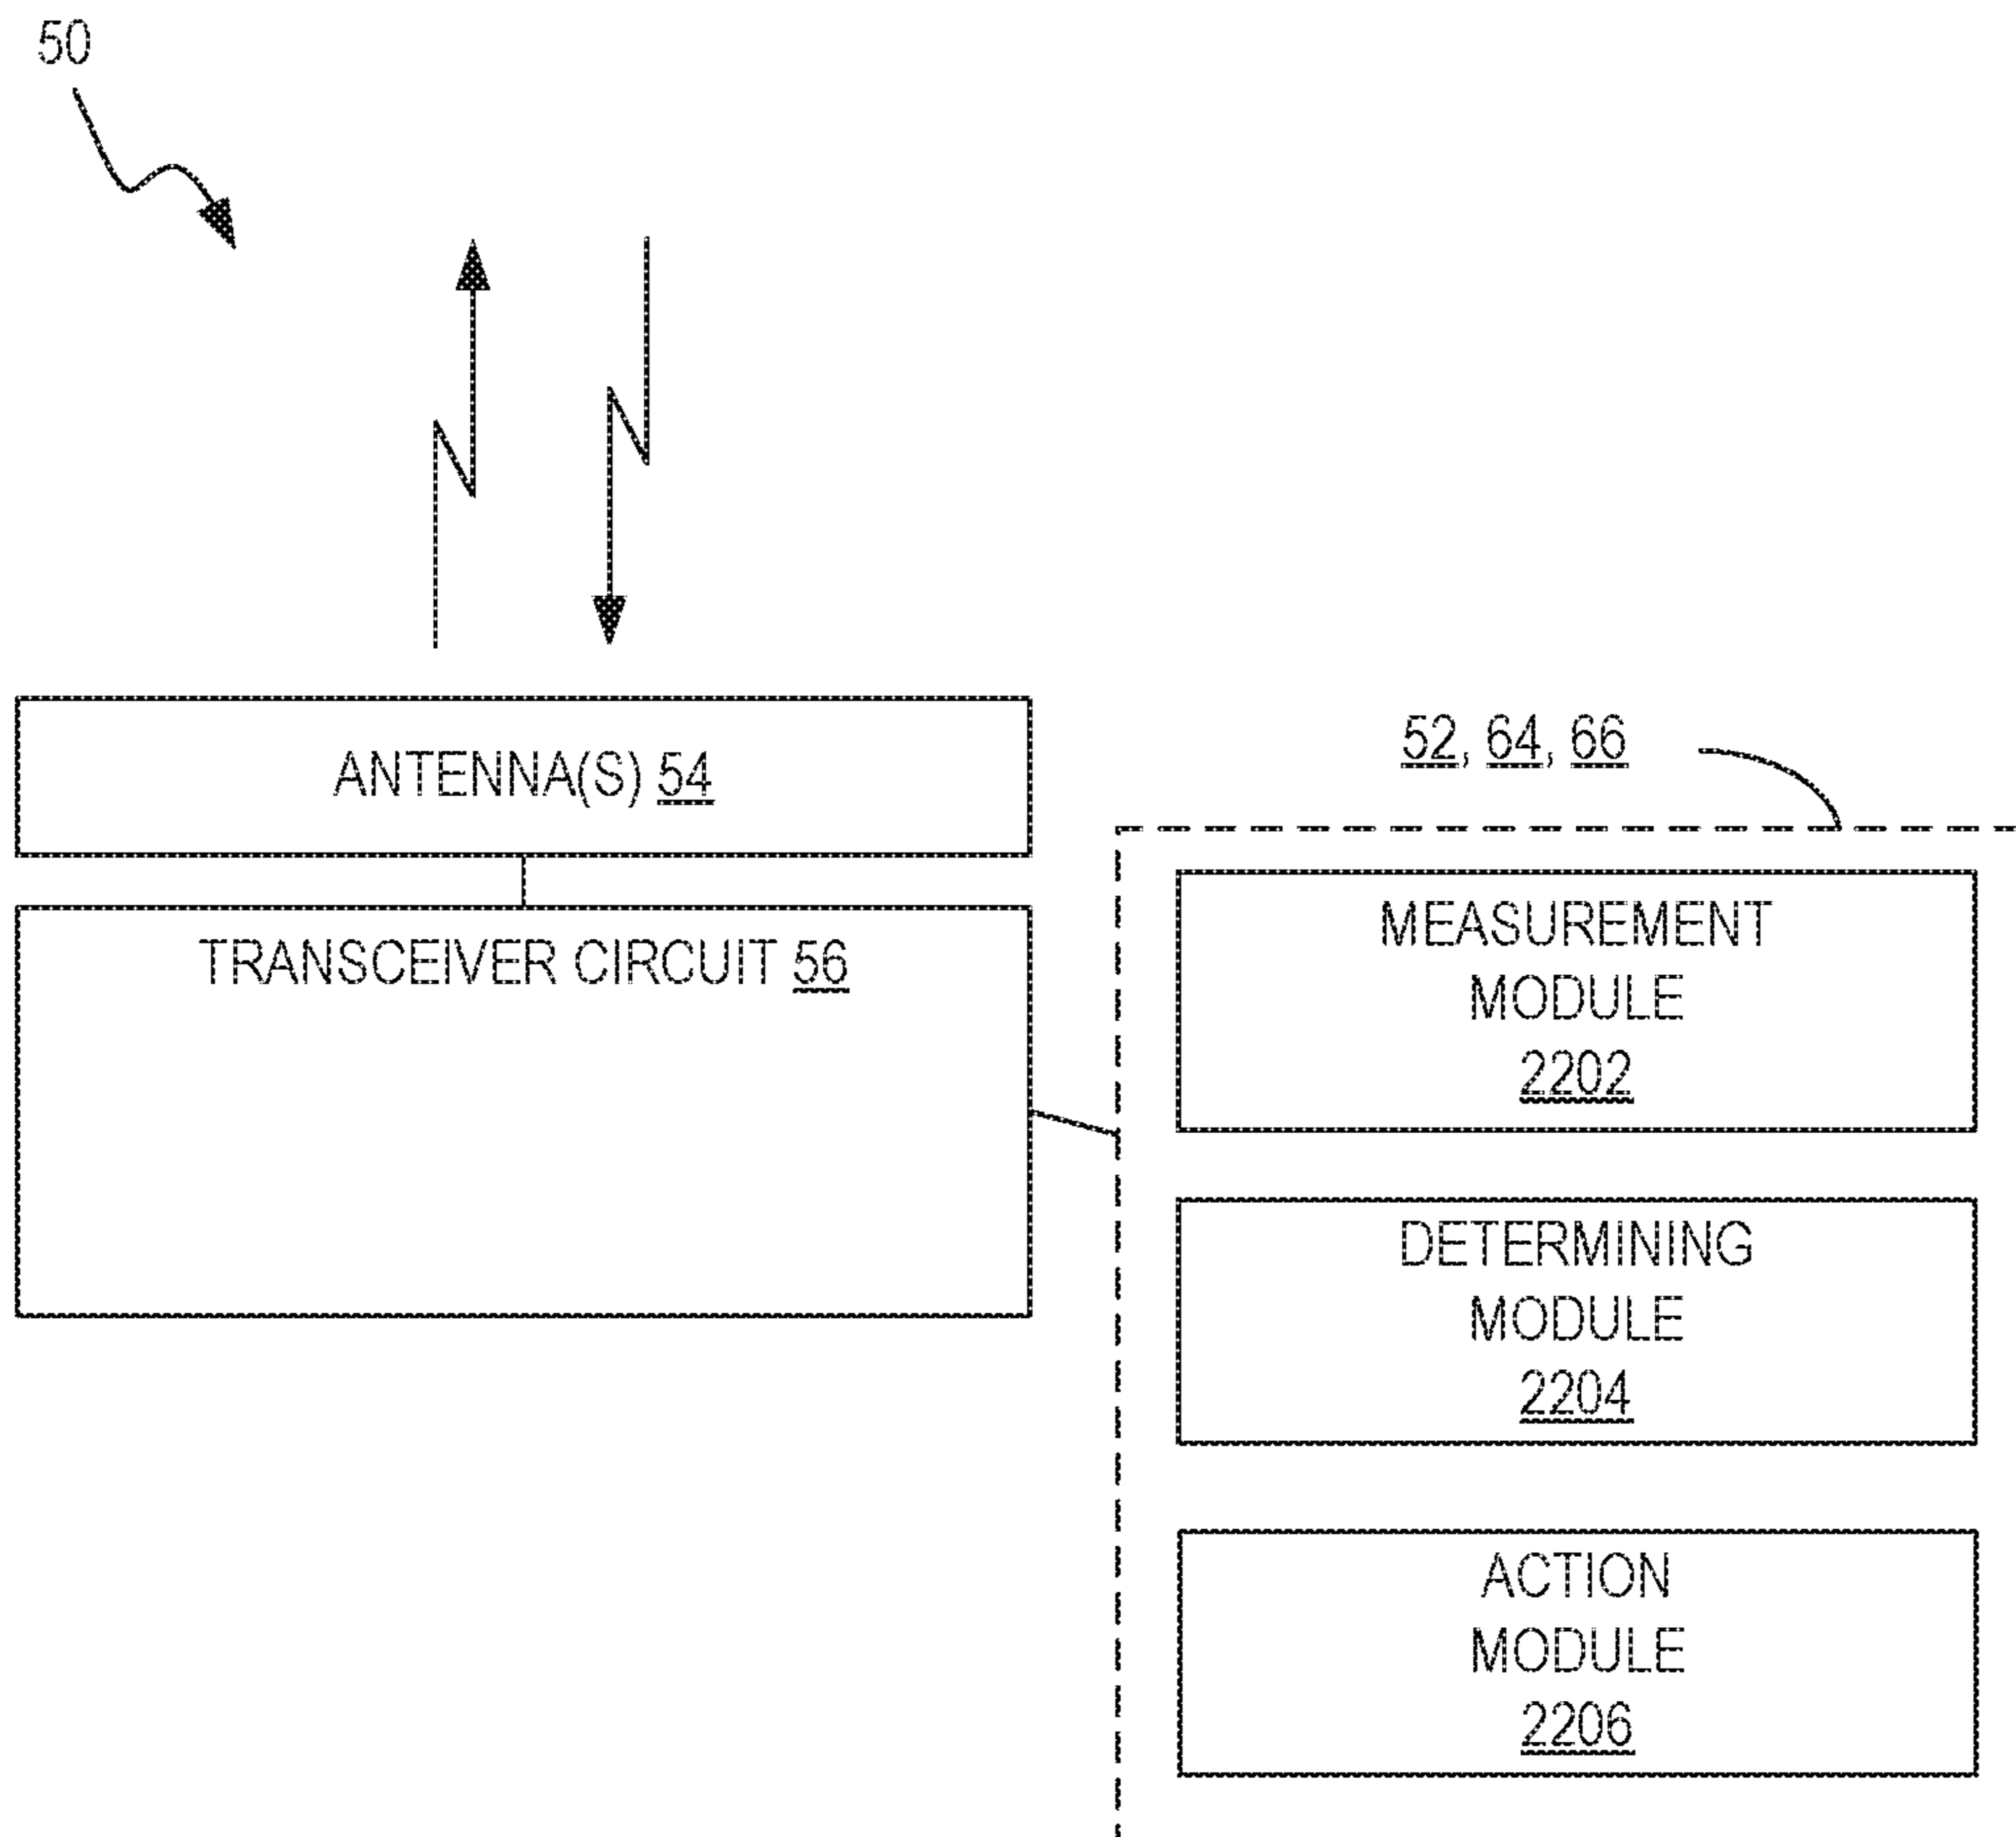 50
ANTENNA(S) 54
52, 64, 66
TRANSCEIVER CIRCUIT 56
MEASUREMENT
MODULE
2202
DETERMINING
MODULE
2204
ACTION
MODULE
2206